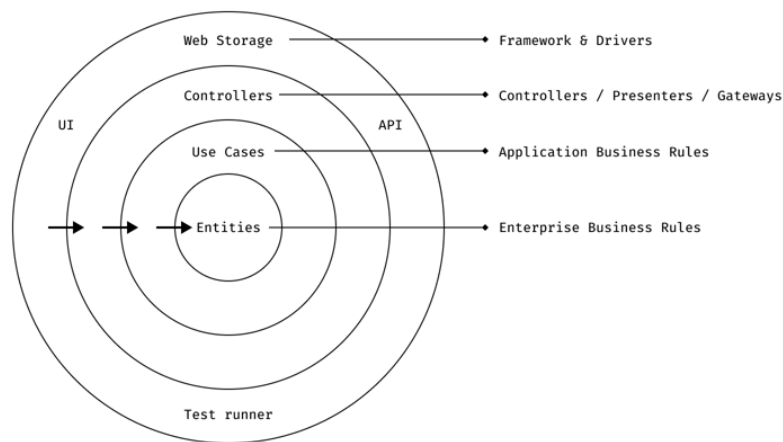 Web Storage
Framework & Drivers
Controllers
Controllers / Presenters / Gateways
UI
API
Use Cases
Application Business Rules
Entities
Enterprise Business Rules
Test runner